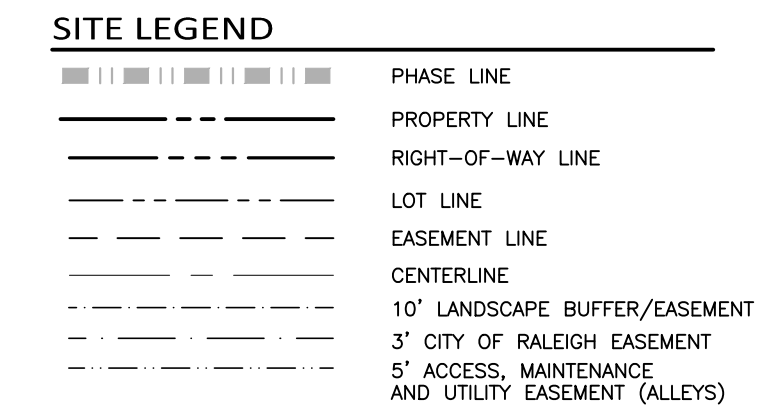 SITE LEGEND
PHASE LINE
PROPERTY LINE
RIGHT-OF-WAY LINE
LOT LINE
EASEMENT LINE
CENTERLINE
10' LANDSCAPE BUFFER/EASEMENT
3' CITY OF RALEIGH EASEMENT
5' ACCESS, MAINTENANCE
AND UTILITY EASEMENT (ALLEYS)